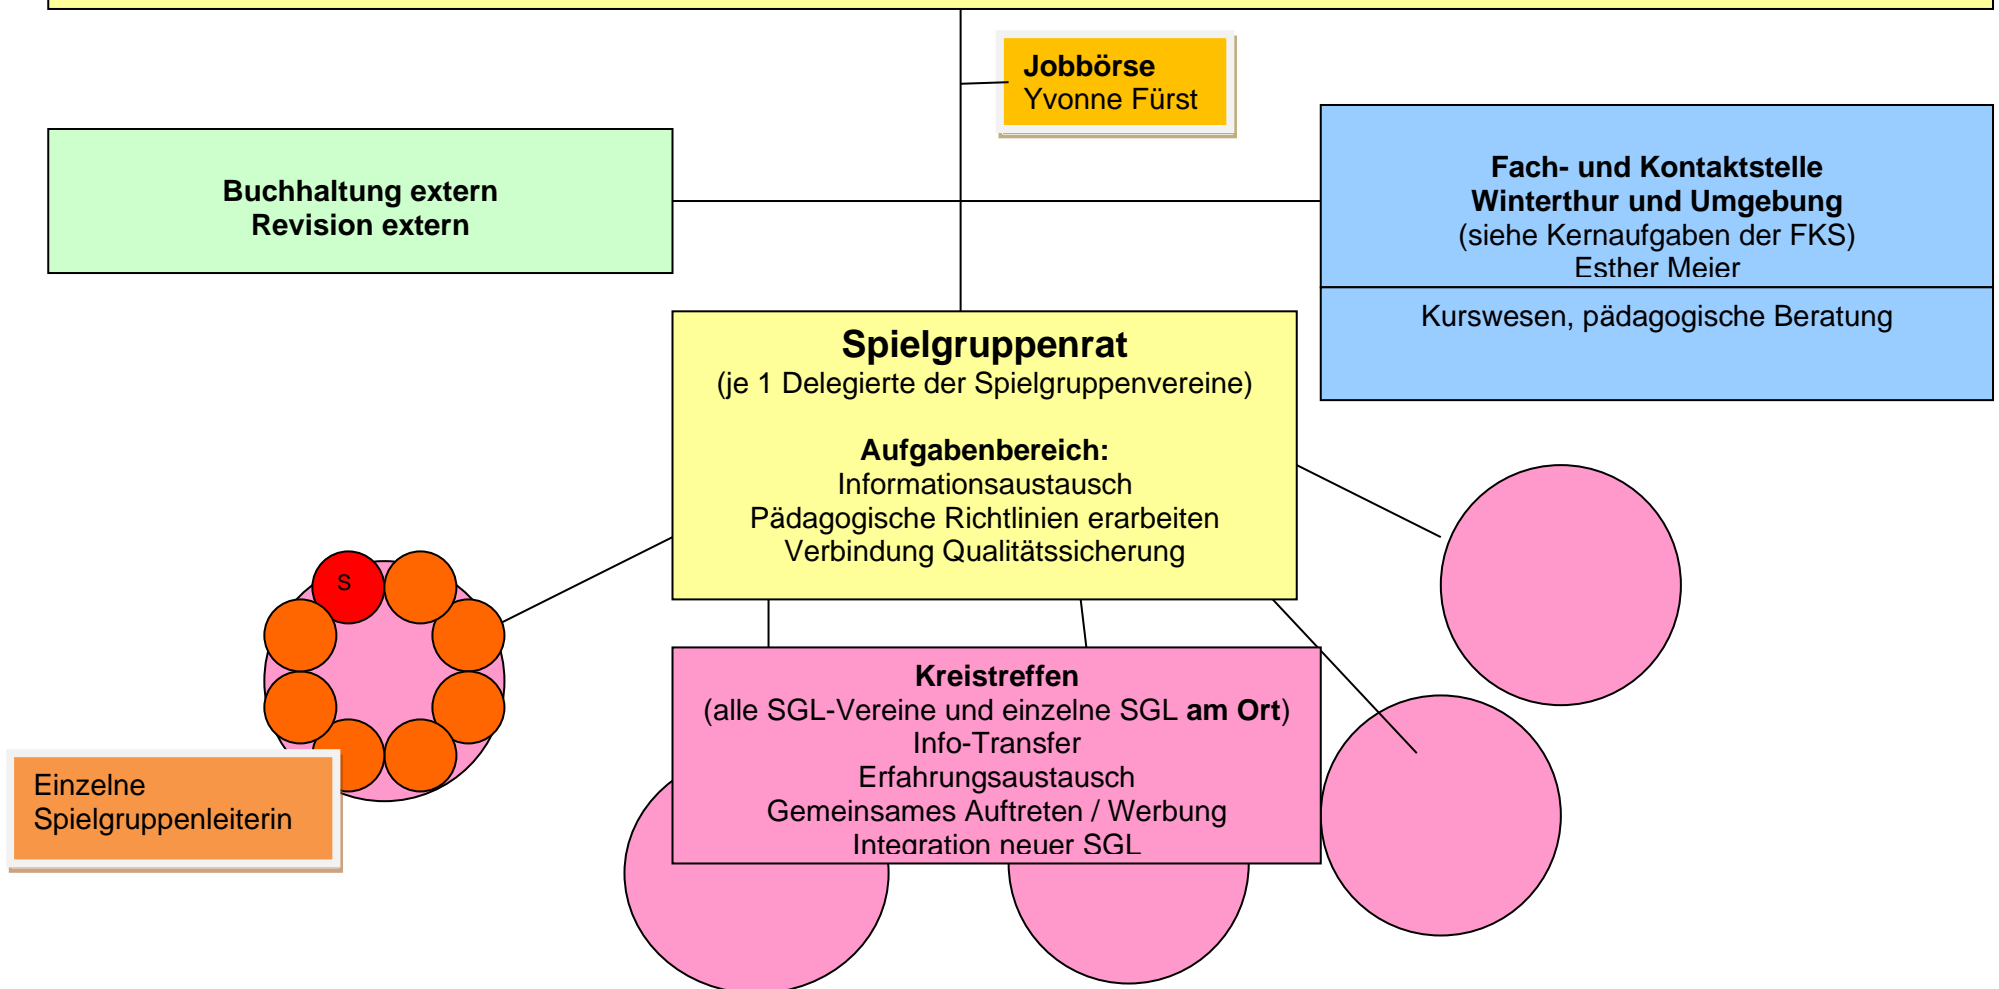 Jobbörse
Yvonne Fürst
Buchhaltung extern
Revision extern
Fach- und Kontaktstelle
Winterthur und Umgebung
(siehe Kernaufgaben der FKS)
Esther Meier
Kurswesen, pädagogische Beratung
Spielgruppenrat
(je 1 Delegierte der Spielgruppenvereine)
Aufgabenbereich:
Informationsaustausch
Pädagogische Richtlinien erarbeiten
Verbindung Qualitätssicherung
S
Kreistreffen
(alle SGL-Vereine und einzelne SGL am Ort)
Info-Transfer
Erfahrungsaustausch
Gemeinsames Auftreten / Werbung
Integration neuer SGL
Einzelne
Spielgruppenleiterin